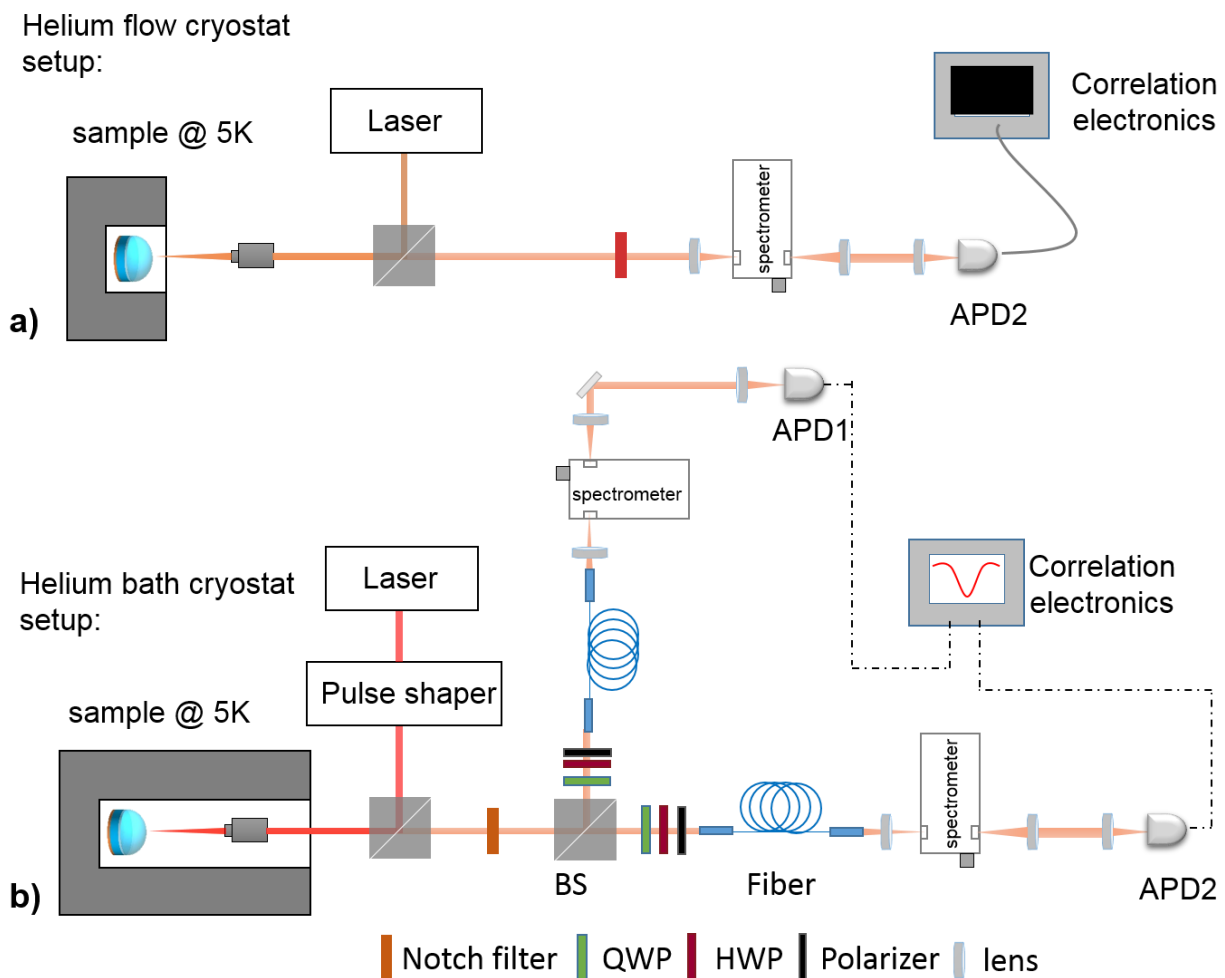 Helium flow cryostat
setup:
sample @ 5K
Laser
spectrometer
Correlation
electronics
APD2
a)
APD1
spectrometer
Helium bath cryostat
setup:
Laser
Pulse shaper
sample @ 5K
Correlation
electronics
spectrometer
BS
Fiber
APD2
b)
Notch filter
QWP
HWP
Polarizer
lens